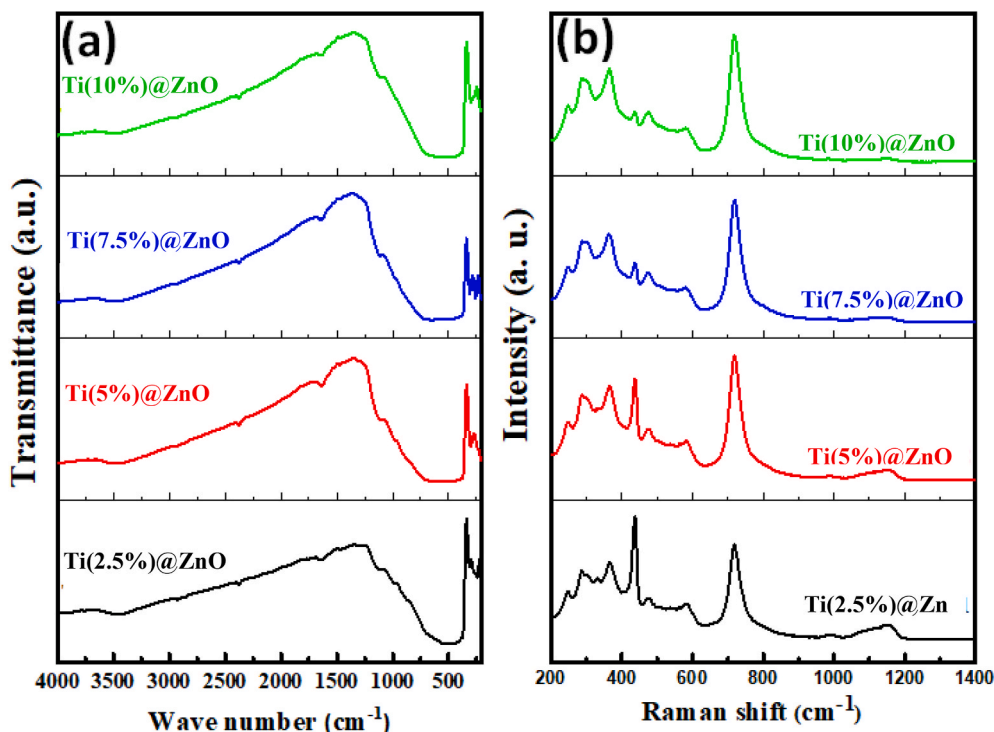 (a)
Transmittance (a.u.)
Ti(10%)@ZnO
Ti(7.5%)@ZnO
Ti(5%)@ZnO
Ti(2.5%)@ZnO
4000 3500 3000 2500 2000 1500 1000 500
Wave number (cm-1)
(b)
Intensity (a. u.)
Ti(10%)@ZnO
Ti(7.5%)@ZnO
Ti(5%)@ZnO
Ti(2.5%)@Zn
200 400 600 800 1000 1200 1400
Raman shift (cm-1)